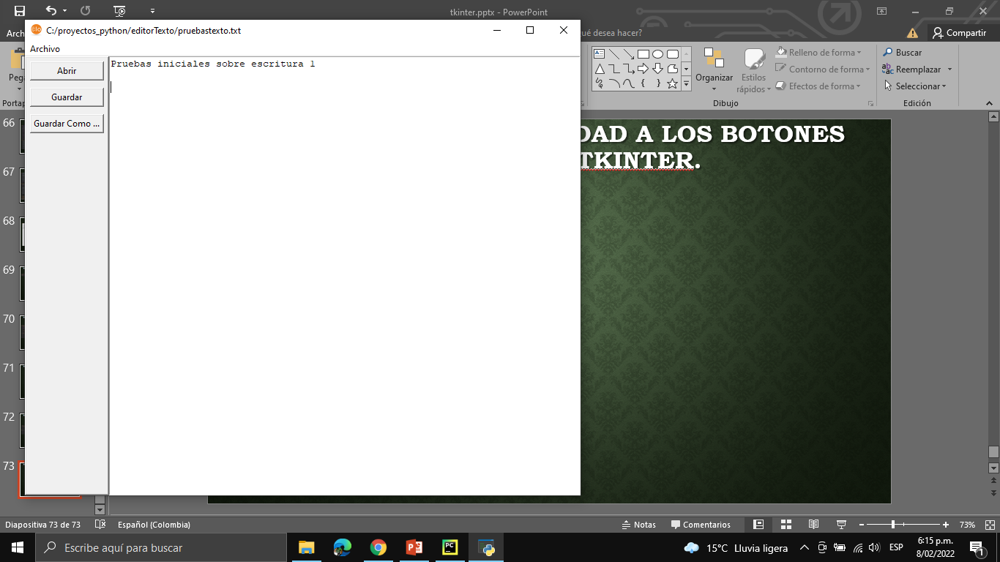 tkinter.pptx - PowerPoint
clo
C:/proyectos_python/editorTexto/pruebastexto.txt
Arch
ué desea hacer?
Compartir
Archivo
Abrir
Guardar
Guardar Como ...
Pruebas iniciales sobre escritura 1
Peg
Portap
Organizar
Estilos
rápidos
Relleno de forma
Contorno de forma
Efectos de forma
Dibujo
Buscar
Reemplazar
Seleccionar
Edición
66
67
68
69
70
71
72
73
DAD A LOS BOTONES
TKINTER.
Diapositiva 73 de 73
Español (Colombia)
Notas
Comentarios
73%
Escribe aquí para buscar
PC
15°C Lluvia ligera
ESP
6:15 p.m.
8/02/2022
1